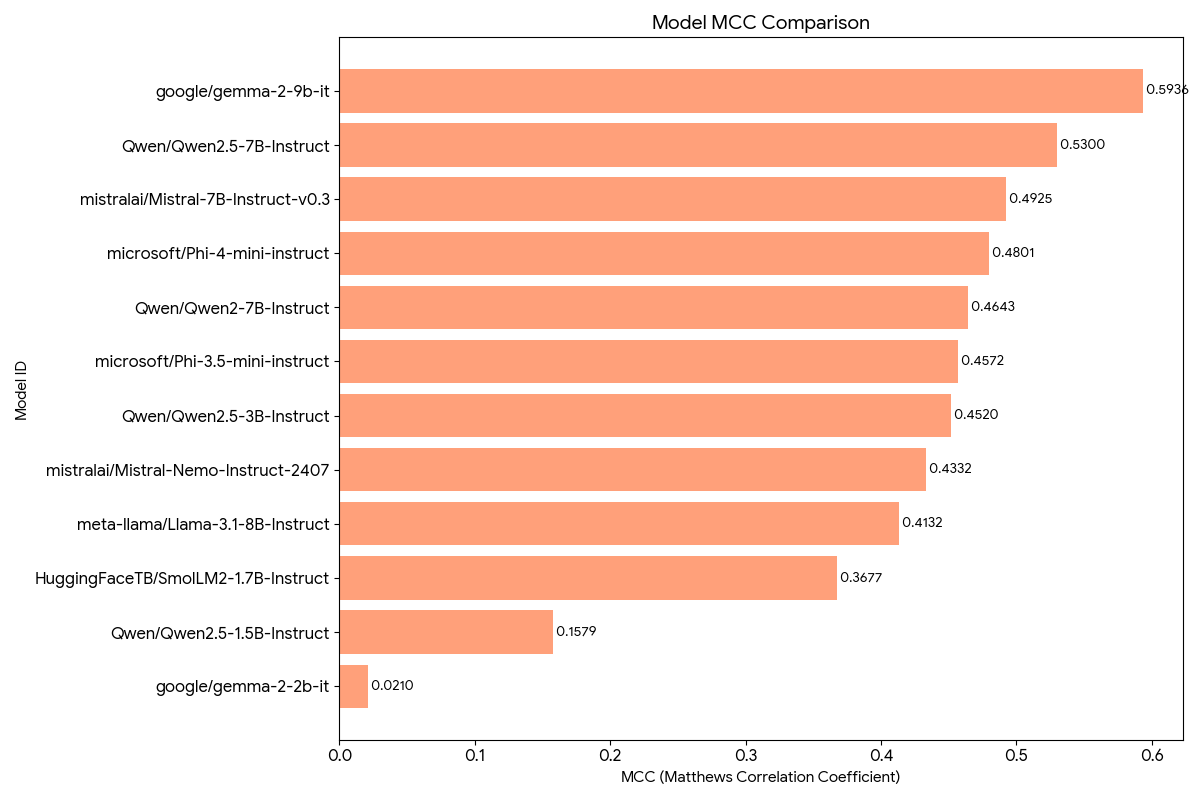 Model MCC Comparison
google/gemma-2-9b-it 0.5936
Qwen/Qwen2.5-7B-Instruct 0.5300
mistralai/Mistral-7B-Instruct-v0.3 0.4925
microsoft/Phi-4-mini-instruct 0.4801
Qwen/Qwen2-7B-Instruct 0.4643
microsoft/Phi-3.5-mini-instruct 0.4572
Model ID
Qwen/Qwen2.5-3B-Instruct 0.4520
mistralai/Mistral-Nemo-Instruct-2407 0.4332
meta-llama/Llama-3.1-8B-Instruct 0.4132
HuggingFaceTB/SmolLM2-1.7B-Instruct 0.3677
Qwen/Qwen2.5-1.5B-Instruct 0.1579
google/gemma-2-2b-it 0.0210
0.0 0.1 0.2 0.3 0.4 0.5 0.6
MCC (Matthews Correlation Coefficient)